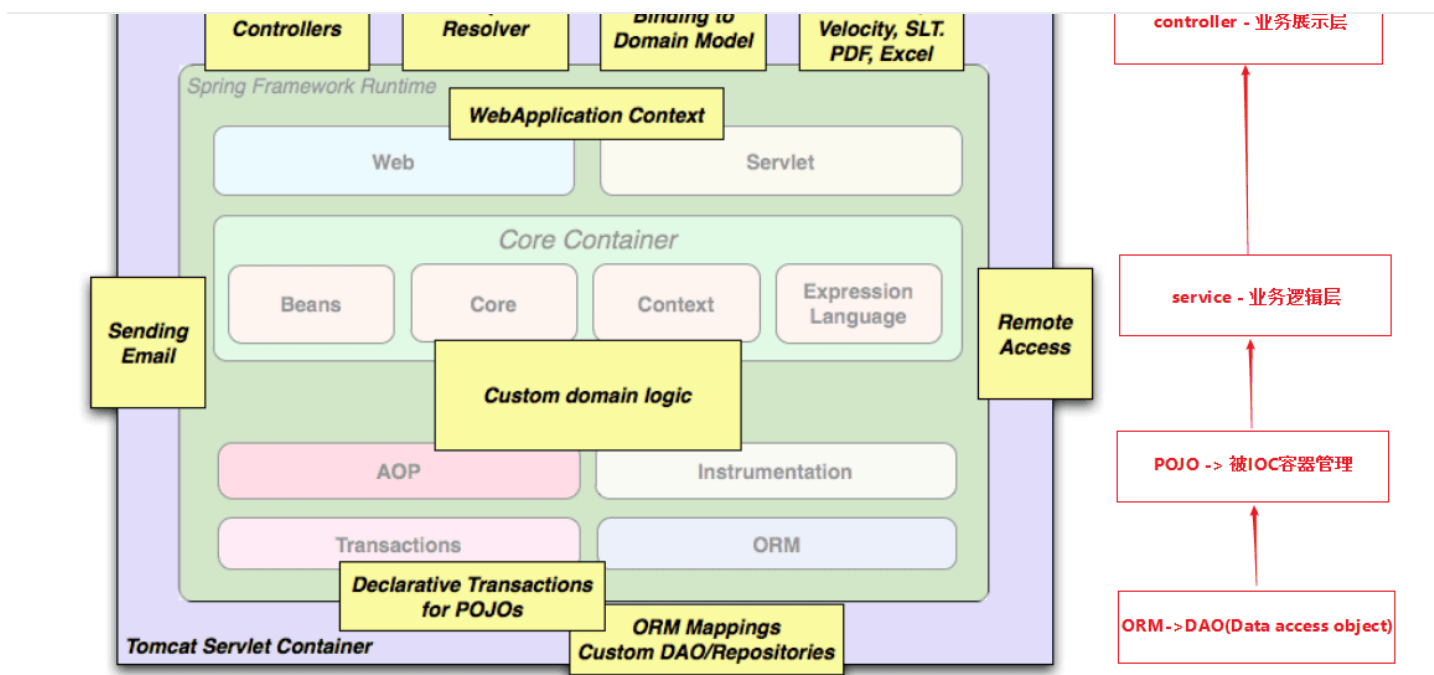 Controllers
Resolver
Binding to
Domain Model
Velocity, SLT.
PDF, Excel
controller - 业务展示层
Spring Framework Runtime
WebApplication Context
Web
Servlet
Core Container
Beans
Core
Context
Expression
Language
Sending
Email
Remote
Access
service - 业务逻辑层
Custom domain logic
AOP
Instrumentation
POJO -> 被IOC容器管理
Transactions
ORM
Declarative Transactions
for POJOs
ORM Mappings
Custom DAO/Repositories
Tomcat Servlet Container
ORM->DAO(Data access object)